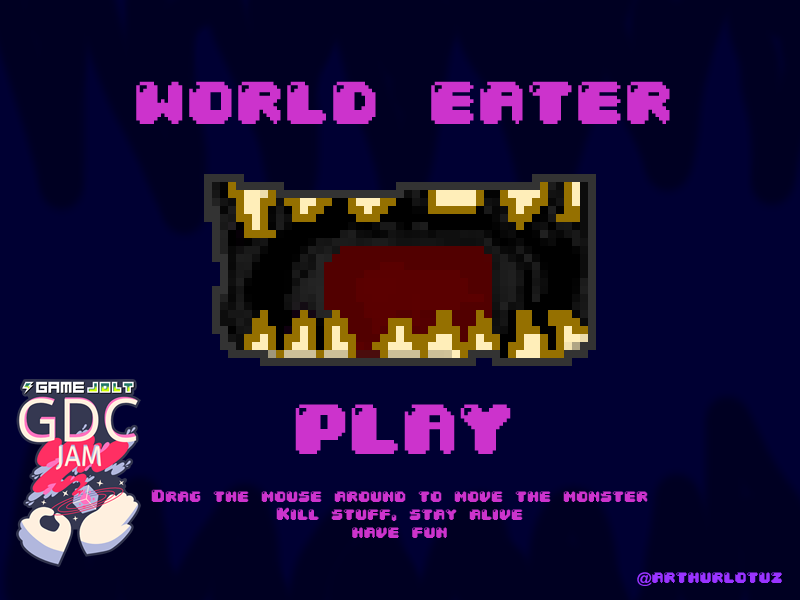 WORLD EATER
GAME JOLT
GDC
JAM
PLAY
DRAG THE MOUSE AROUND TO MOVE THE MONSTER
KILL STUFF, STAY ALIVE
HAVE FUN
@ARTHURLOTUZ